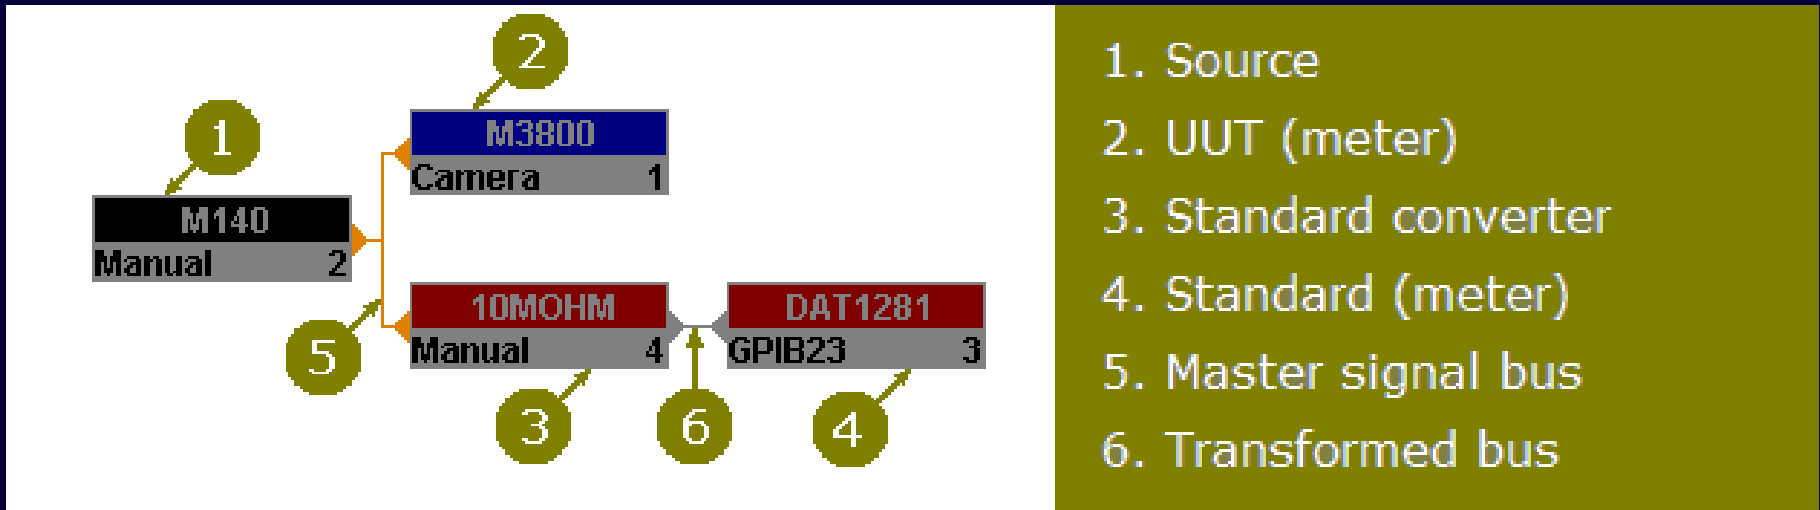 2
M3800
Camera 1
1
M140
Manual 2
10MOHM
Manual 4
DAT1281
GPIB23 3
5
3
6
4
1. Source
2. UUT (meter)
3. Standard converter
4. Standard (meter)
5. Master signal bus
6. Transformed bus